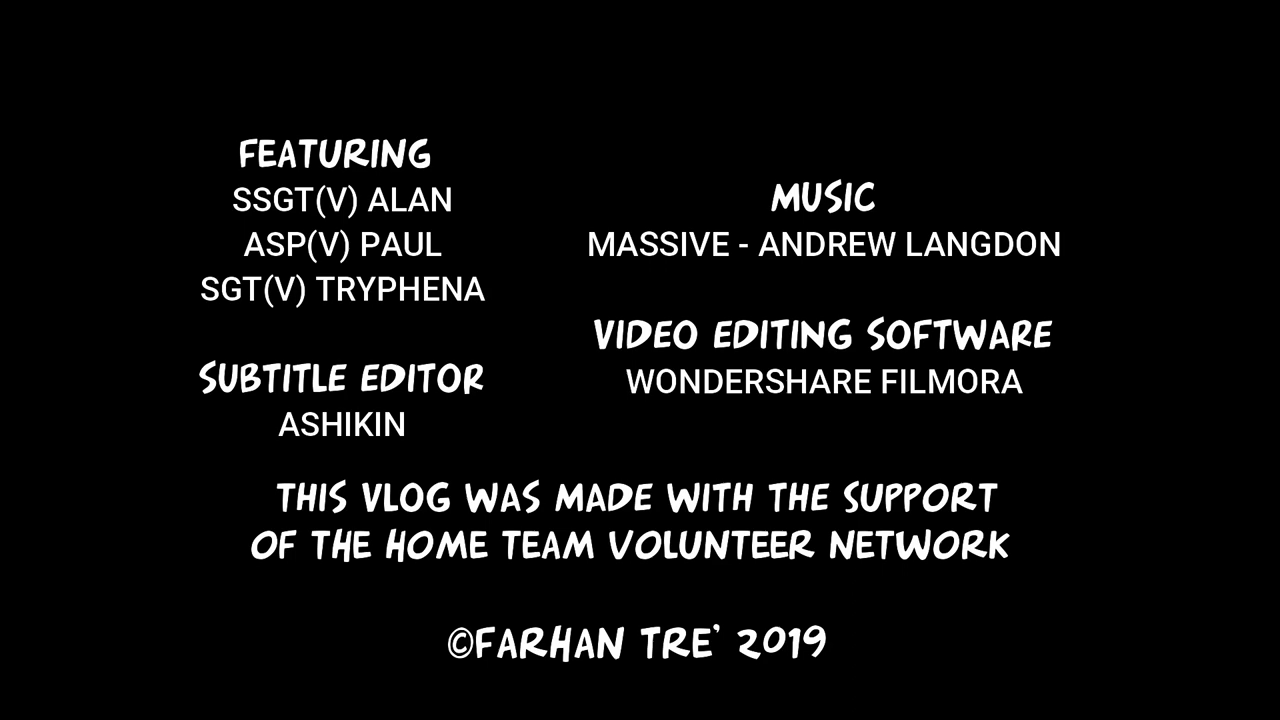 FEATURING
SSGT(V) ALAN
ASP(V) PAUL
SGT(V) TRYPHENA
SUBTITLE EDITOR
ASHIKIN
MUSIC
MASSIVE - ANDREW LANGDON
VIDEO EDITING SOFTWARE
WONDERSHARE FILMORA
THIS VLOG WAS MADE WITH THE SUPPORT
OF THE HOME TEAM VOLUNTEER NETWORK
©FARHAN TRE' 2019